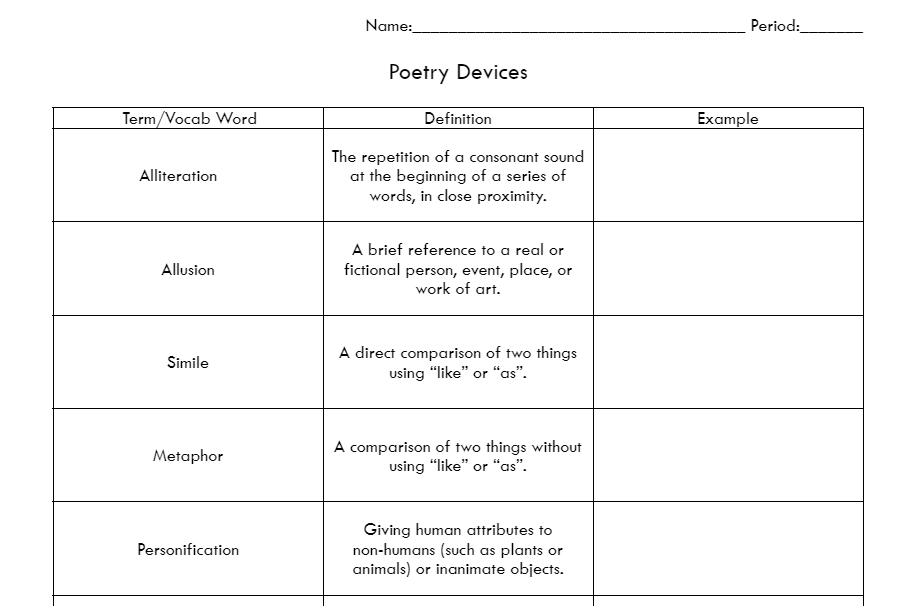 Name:_____________________________________ Period:_______
Poetry Devices
Term/Vocab Word Definition Example
Alliteration
The repetition of a consonant sound
at the beginning of a series of
words, in close proximity.
Allusion
A brief reference to a real or
fictional person, event, place, or
work of art.
Simile
A direct comparison of two things
using “like” or “as”.
Metaphor
A comparison of two things without
using “like” or “as”.
Personification
Giving human attributes to
non-humans (such as plants or
animals) or inanimate objects.